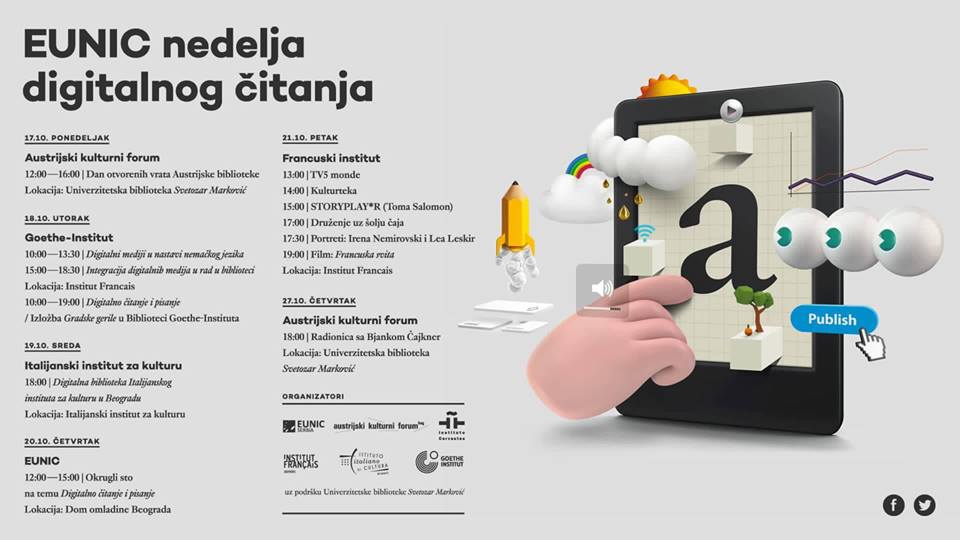 EUNIC nedelja
digitalnog čitanja
17.10. PONEDELJAK
Austrijski kulturni forum
12:00—16:00 | Dan otvorenih vrata Austrijske biblioteke
Lokacija: Univerzitetska biblioteka Svetozar Marković
18.10. UTORAK
Goethe-Institut
10:00—13:30 | Digitalni mediji u nastavi nemačkog jezika
15:00—18:30 | Integracija digitalnih medija u rad u biblioteci
Lokacija: Institut Francais
10:00—19:00 | Digitalno čitanje i pisanje
/ Izložba Gradske gerile u Biblioteci Goethe-Instituta
19.10. SREDA
Italijanski institut za kulturu
18:00 | Digitalna biblioteka Italijanskog
instituta za kulturu u Beogradu
Lokacija: Italijanski institut za kulturu
20.10. ČETVRTAK
EUNIC
12:00—15:00 | Okrugli sto
na temu Digitalno čitanje i pisanje
Lokacija: Dom omladine Beograda
21.10. PETAK
Francuski institut
13:00 | TV5 monde
14:00 | Kulturteka
15:00 | STORYPLAY*R (Toma Salomon)
17:00 | Druženje uz šolju čaja
17:30 | Portreti: Irena Nemirovski i Lea Leskir
19:00 | Film: Francuska svita
Lokacija: Institut Francais
27.10. ČETVRTAK
Austrijski kulturni forum
18:00 | Radionica sa Bjankom Čajkner
Lokacija: Univerzitetska biblioteka
Svetozar Marković
ORGANIZATORI
EUNIC
SERBIA
austrijski kulturni forum
Instituto
Cervantes
INSTITUT
FRANÇAIS
ISTITUTO
italiano
DI CULTURA
GOETHE
INSTITUT
uz podršku Univerzitetske biblioteke Svetozar Marković
a
Publish